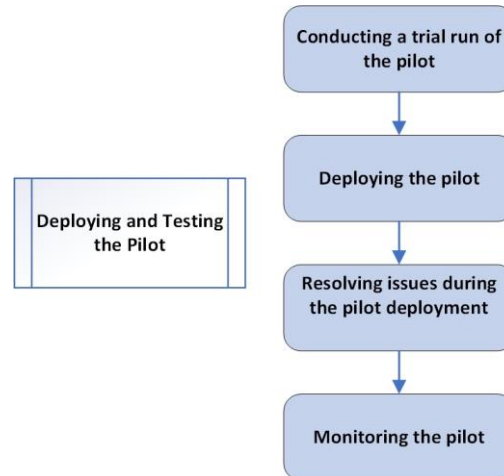 Conducting a trial run of
the pilot
Deploying the pilot
Deploying and Testing
the Pilot
Resolving issues during
the pilot deployment
Monitoring the pilot